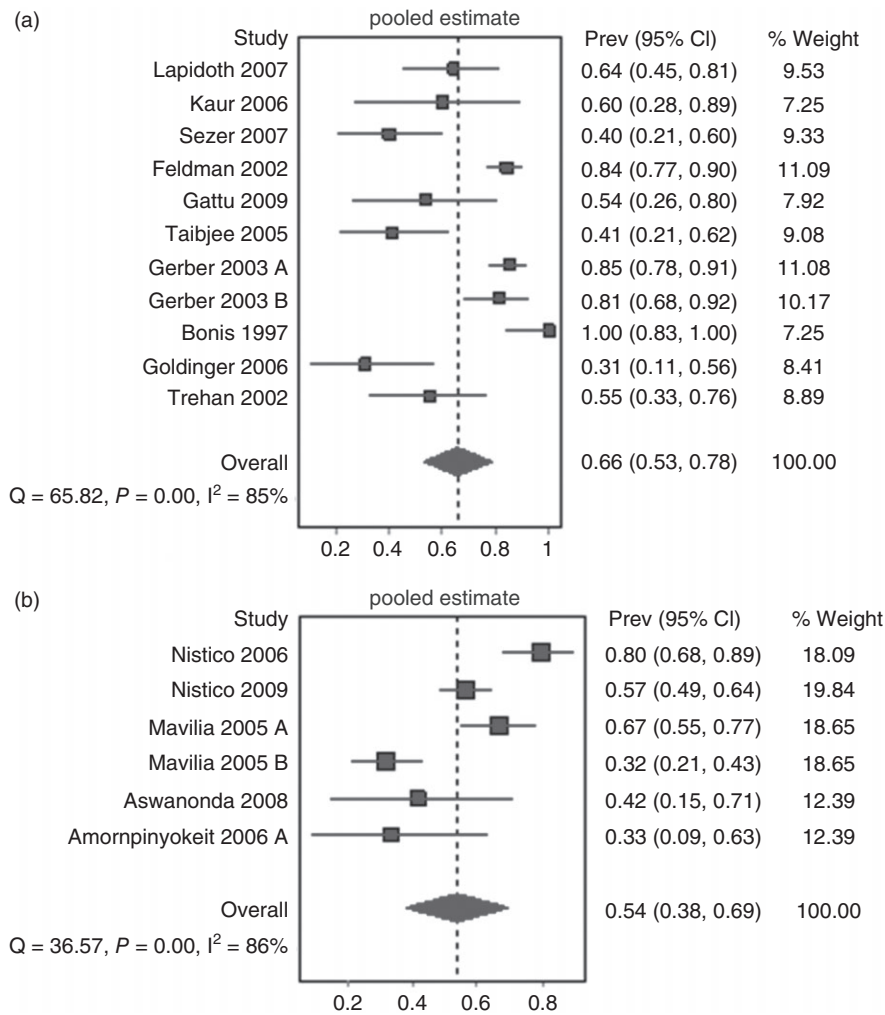 (a)
pooled estimate
Study Prev (95% CI) % Weight
Lapidoth 2007 0.64 (0.45, 0.81) 9.53
Kaur 2006 0.60 (0.28, 0.89) 7.25
Sezer 2007 0.40 (0.21, 0.60) 9.33
Feldman 2002 0.84 (0.77, 0.90) 11.09
Gattu 2009 0.54 (0.26, 0.80) 7.92
Taibjee 2005 0.41 (0.21, 0.62) 9.08
Gerber 2003 A 0.85 (0.78, 0.91) 11.08
Gerber 2003 B 0.81 (0.68, 0.92) 10.17
Bonis 1997 1.00 (0.83, 1.00) 7.25
Goldinger 2006 0.31 (0.11, 0.56) 8.41
Trehan 2002 0.55 (0.33, 0.76) 8.89
Overall 0.66 (0.53, 0.78) 100.00
Q = 65.82, P = 0.00, I² = 85%
0.2 0.4 0.6 0.8 1
(b)
pooled estimate
Study Prev (95% CI) % Weight
Nistico 2006 0.80 (0.68, 0.89) 18.09
Nistico 2009 0.57 (0.49, 0.64) 19.84
Mavilia 2005 A 0.67 (0.55, 0.77) 18.65
Mavilia 2005 B 0.32 (0.21, 0.43) 18.65
Aswanonda 2008 0.42 (0.15, 0.71) 12.39
Amornpinyokeit 2006 A 0.33 (0.09, 0.63) 12.39
Overall 0.54 (0.38, 0.69) 100.00
Q = 36.57, P = 0.00, I² = 86%
0.2 0.4 0.6 0.8